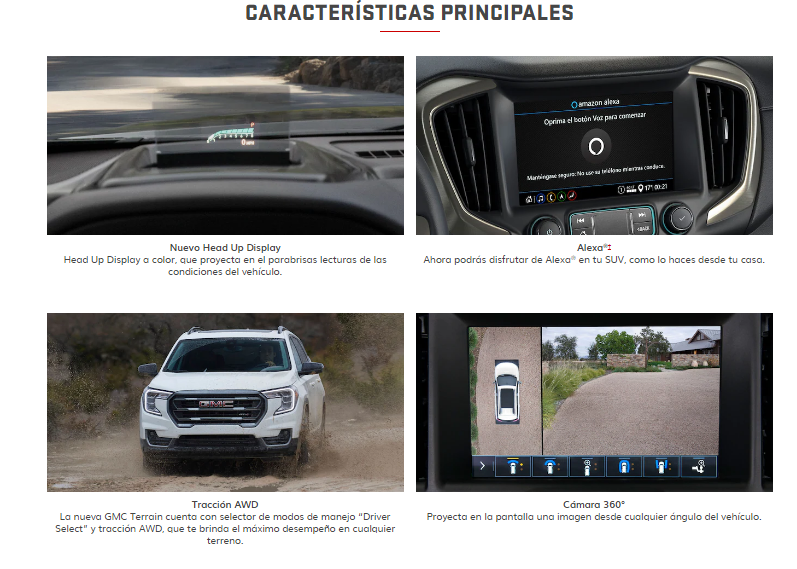 CARACTERÍSTICAS PRINCIPALES
amazon alexa
Oprima el botón Voz para comenzar
Manténgase seguro: No use su teléfono mientras conduce.
171 00:21
BACK
Nuevo Head Up Display
Head Up Display a color, que proyecta en el parabrisas lecturas de las
condiciones del vehículo.
Alexa®‡
Ahora podrás disfrutar de Alexa® en tu SUV, como lo haces desde tu casa.
GMC
Tracción AWD
La nueva GMC Terrain cuenta con selector de modos de manejo “Driver
Select” y tracción AWD, que te brinda el máximo desempeño en cualquier
terreno.
Cámara 360°
Proyecta en la pantalla una imagen desde cualquier ángulo del vehículo.